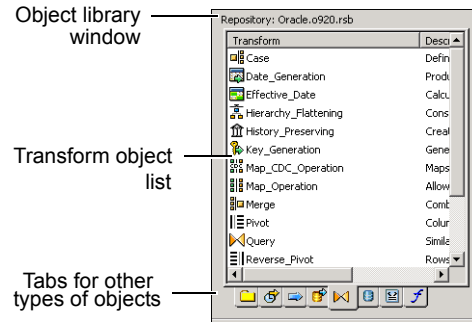 Object library
window
Transform object
list
Tabs for other
types of objects
Repository: Oracle.o920.rsb
Transform Descr
Case Defin
Date_Generation Produ
Effective_Date Calcu
Hierarchy_Flattening Cons
History_Preserving Creat
Key_Generation Gene
Map_CDC_Operation Maps
Map_Operation Allow
Merge Comb
Pivot Colur
Query Simila
Reverse_Pivot Rows